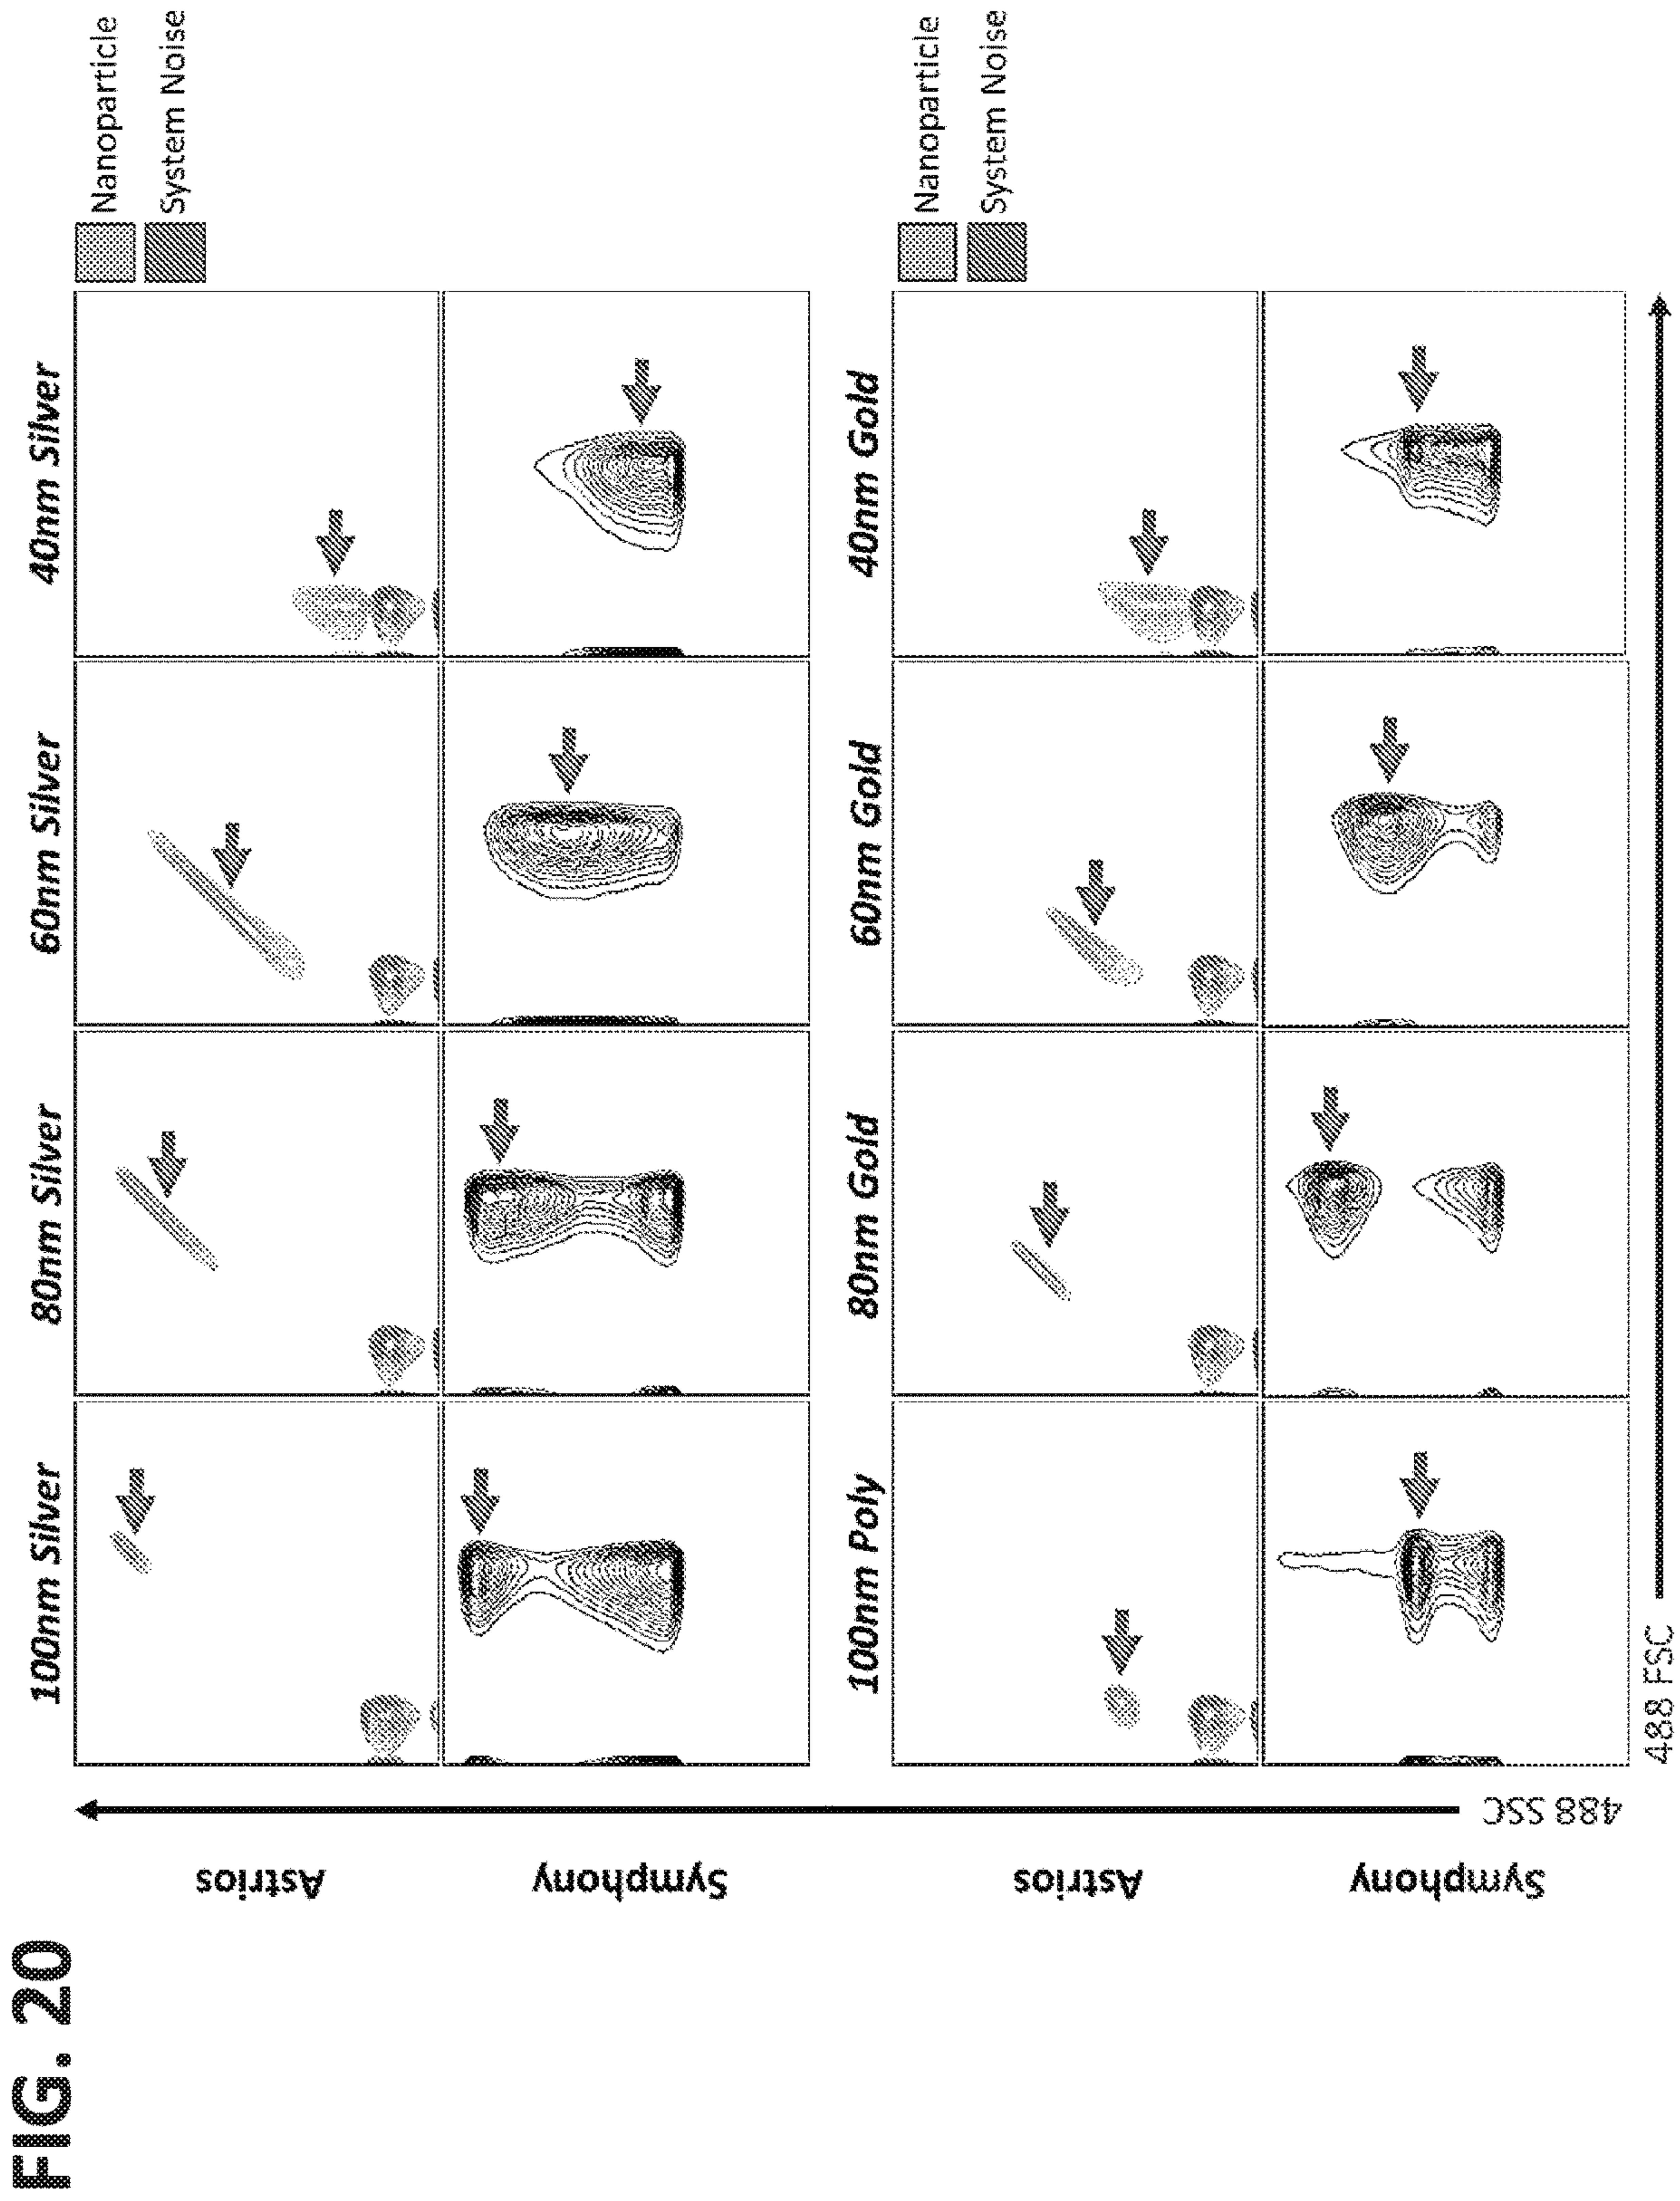 FIG. 20
100nm Silver
80nm Silver
60nm Silver
40nm Silver
Nanoparticle
System Noise
Astrios
Symphony
100nm Poly
80nm Gold
60nm Gold
40nm Gold
Nanoparticle
System Noise
Astrios
Symphony
488 SSC
488 FSC